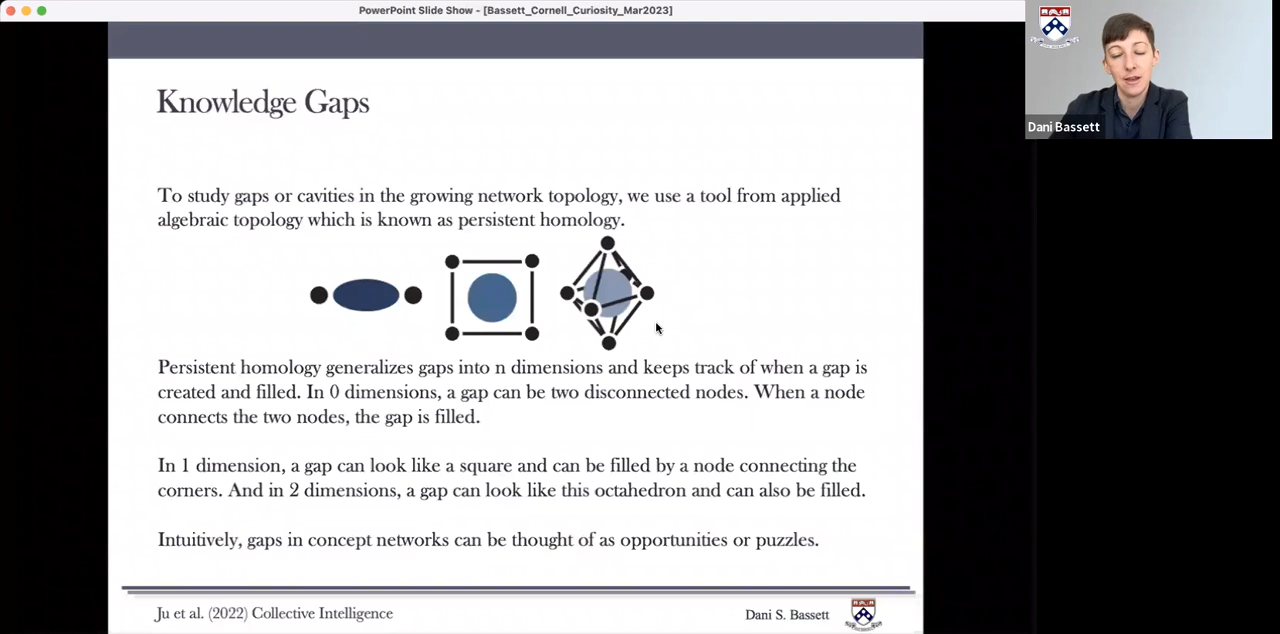 PowerPoint Slide Show - [Bassett_Cornell_Curiosity_Mar2023]
Dani Bassett
Knowledge Gaps
To study gaps or cavities in the growing network topology, we use a tool from applied
algebraic topology which is known as persistent homology.
Persistent homology generalizes gaps into n dimensions and keeps track of when a gap is
created and filled. In 0 dimensions, a gap can be two disconnected nodes. When a node
connects the two nodes, the gap is filled.
In 1 dimension, a gap can look like a square and can be filled by a node connecting the
corners. And in 2 dimensions, a gap can look like this octahedron and can also be filled.
Intuitively, gaps in concept networks can be thought of as opportunities or puzzles.
Ju et al. (2022) Collective Intelligence
Dani S. Bassett